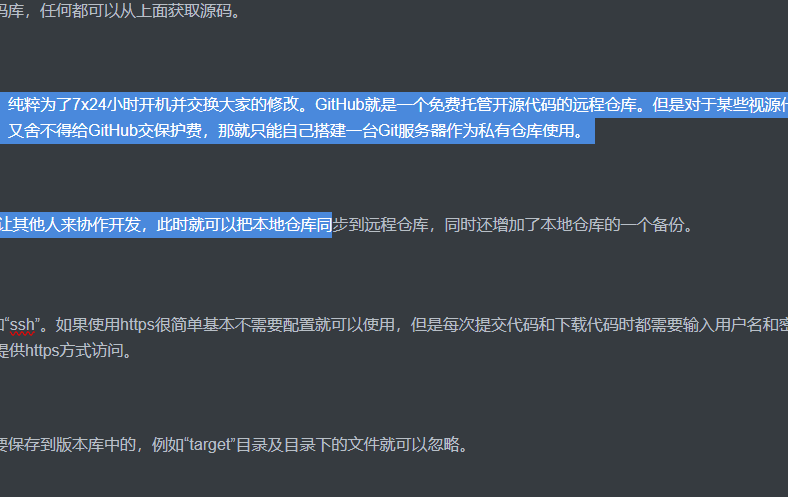 码库，任何都可以从上面获取源码。
纯粹为了7x24小时开机并交换大家的修改。GitHub就是一个免费托管开源代码的远程仓库。但是对于某些视源代
又舍不得给GitHub交保护费，那就只能自己搭建一台Git服务器作为私有仓库使用。
让其他人来协作开发，此时就可以把本地仓库同步到远程仓库，同时还增加了本地仓库的一个备份。
和“ssh”。如果使用https很简单基本不需要配置就可以使用，但是每次提交代码和下载代码时都需要输入用户名和密
提供https方式访问。
要保存到版本库中的，例如“target”目录及目录下的文件就可以忽略。